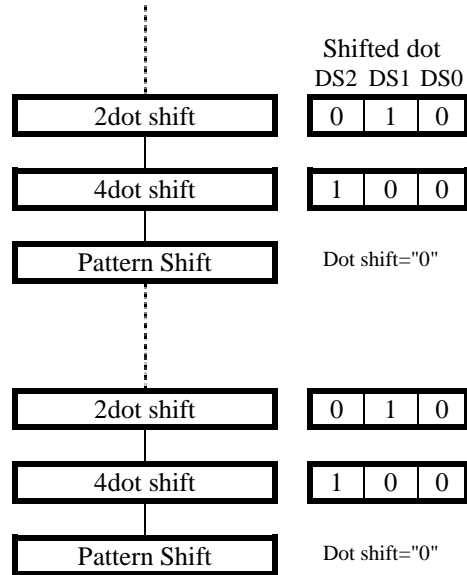 Shifted dot
DS2 DS1 DS0
2dot shift 0 1 0
4dot shift 1 0 0
Pattern Shift Dot shift="0"
2dot shift 0 1 0
4dot shift 1 0 0
Pattern Shift Dot shift="0"